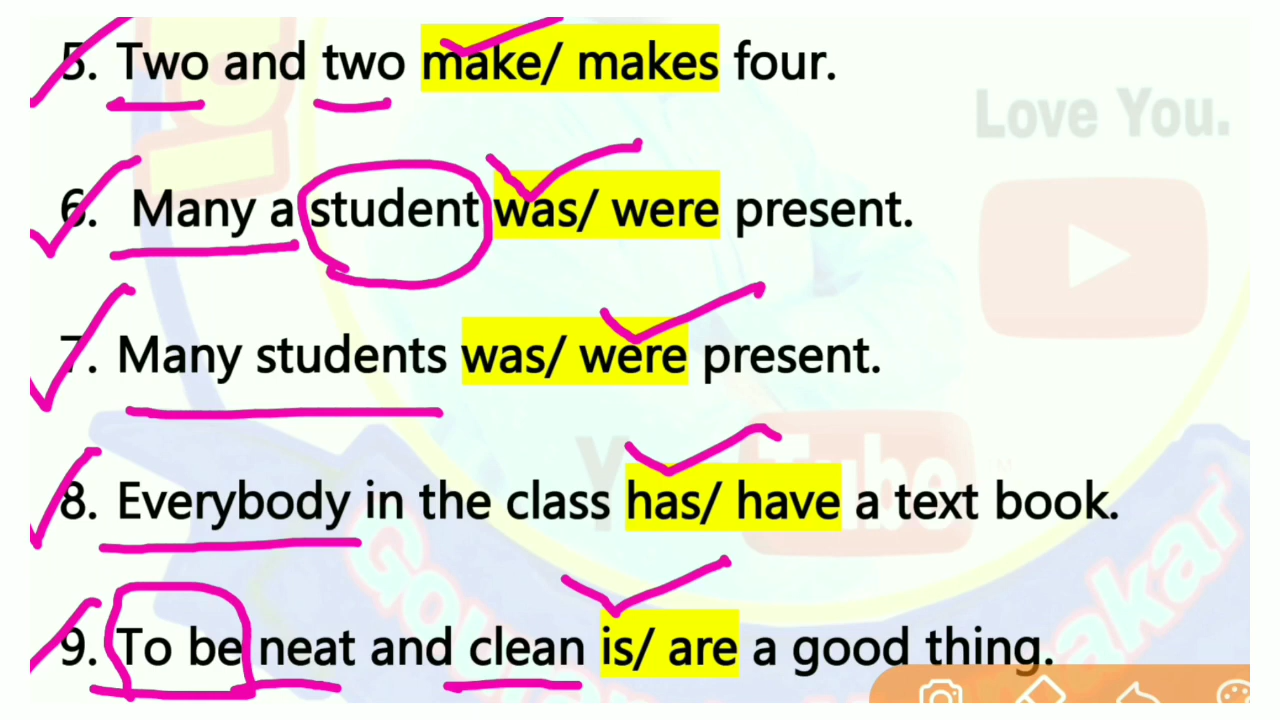 5. Two and two make/ makes four.
Love You.
6. Many a student was/ were present.
7. Many students was/ were present.
YouTube
8. Everybody in the class has/ have a text book.
9. To be neat and clean is/ are a good thing.